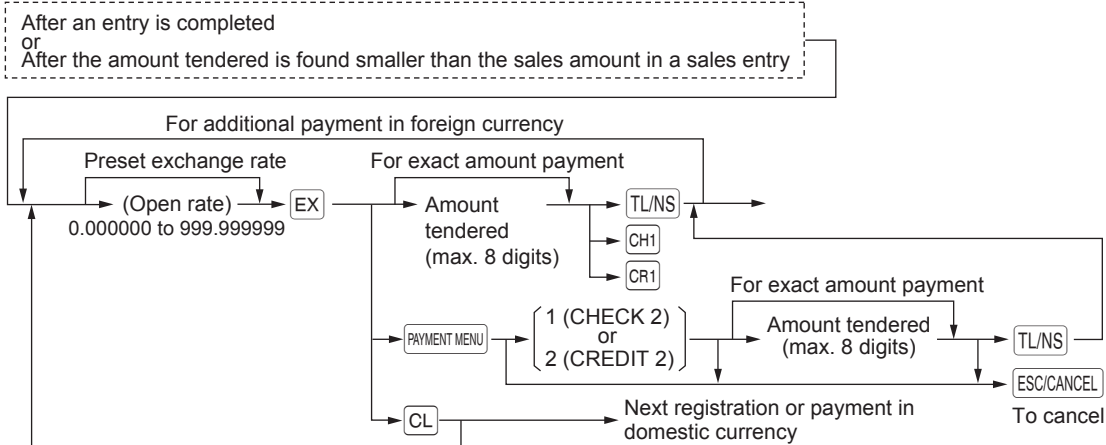 After an entry is completed
or
After the amount tendered is found smaller than the sales amount in a sales entry
For additional payment in foreign currency
Preset exchange rate
For exact amount payment
(Open rate)
EX
Amount
TL/NS
0.000000 to 999.999999
tendered
CH1
(max. 8 digits)
CR1
For exact amount payment
1 (CHECK 2)
or
2 (CREDIT 2)
PAYMENT MENU
Amount tendered
(max. 8 digits)
TL/NS
ESC/CANCEL
To cancel
CL
Next registration or payment in
domestic currency